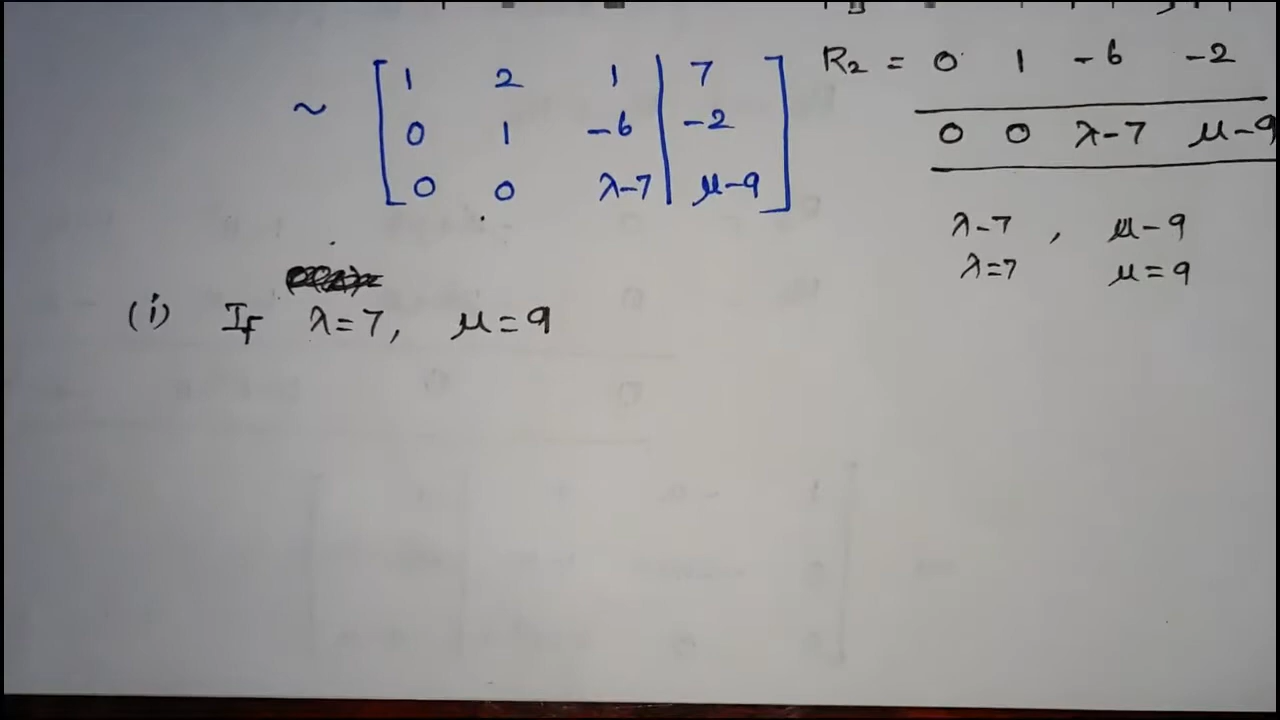 R₂ = 0 1 -6 -2
0 0 λ-7 μ-9
~ [ 1 2 1 | 7 ]
[ 0 1 -6 | -2 ]
[ 0 0 λ-7 | μ-9 ]
λ-7 , μ-9
λ=7 μ=9
(i) If λ=7, μ=9